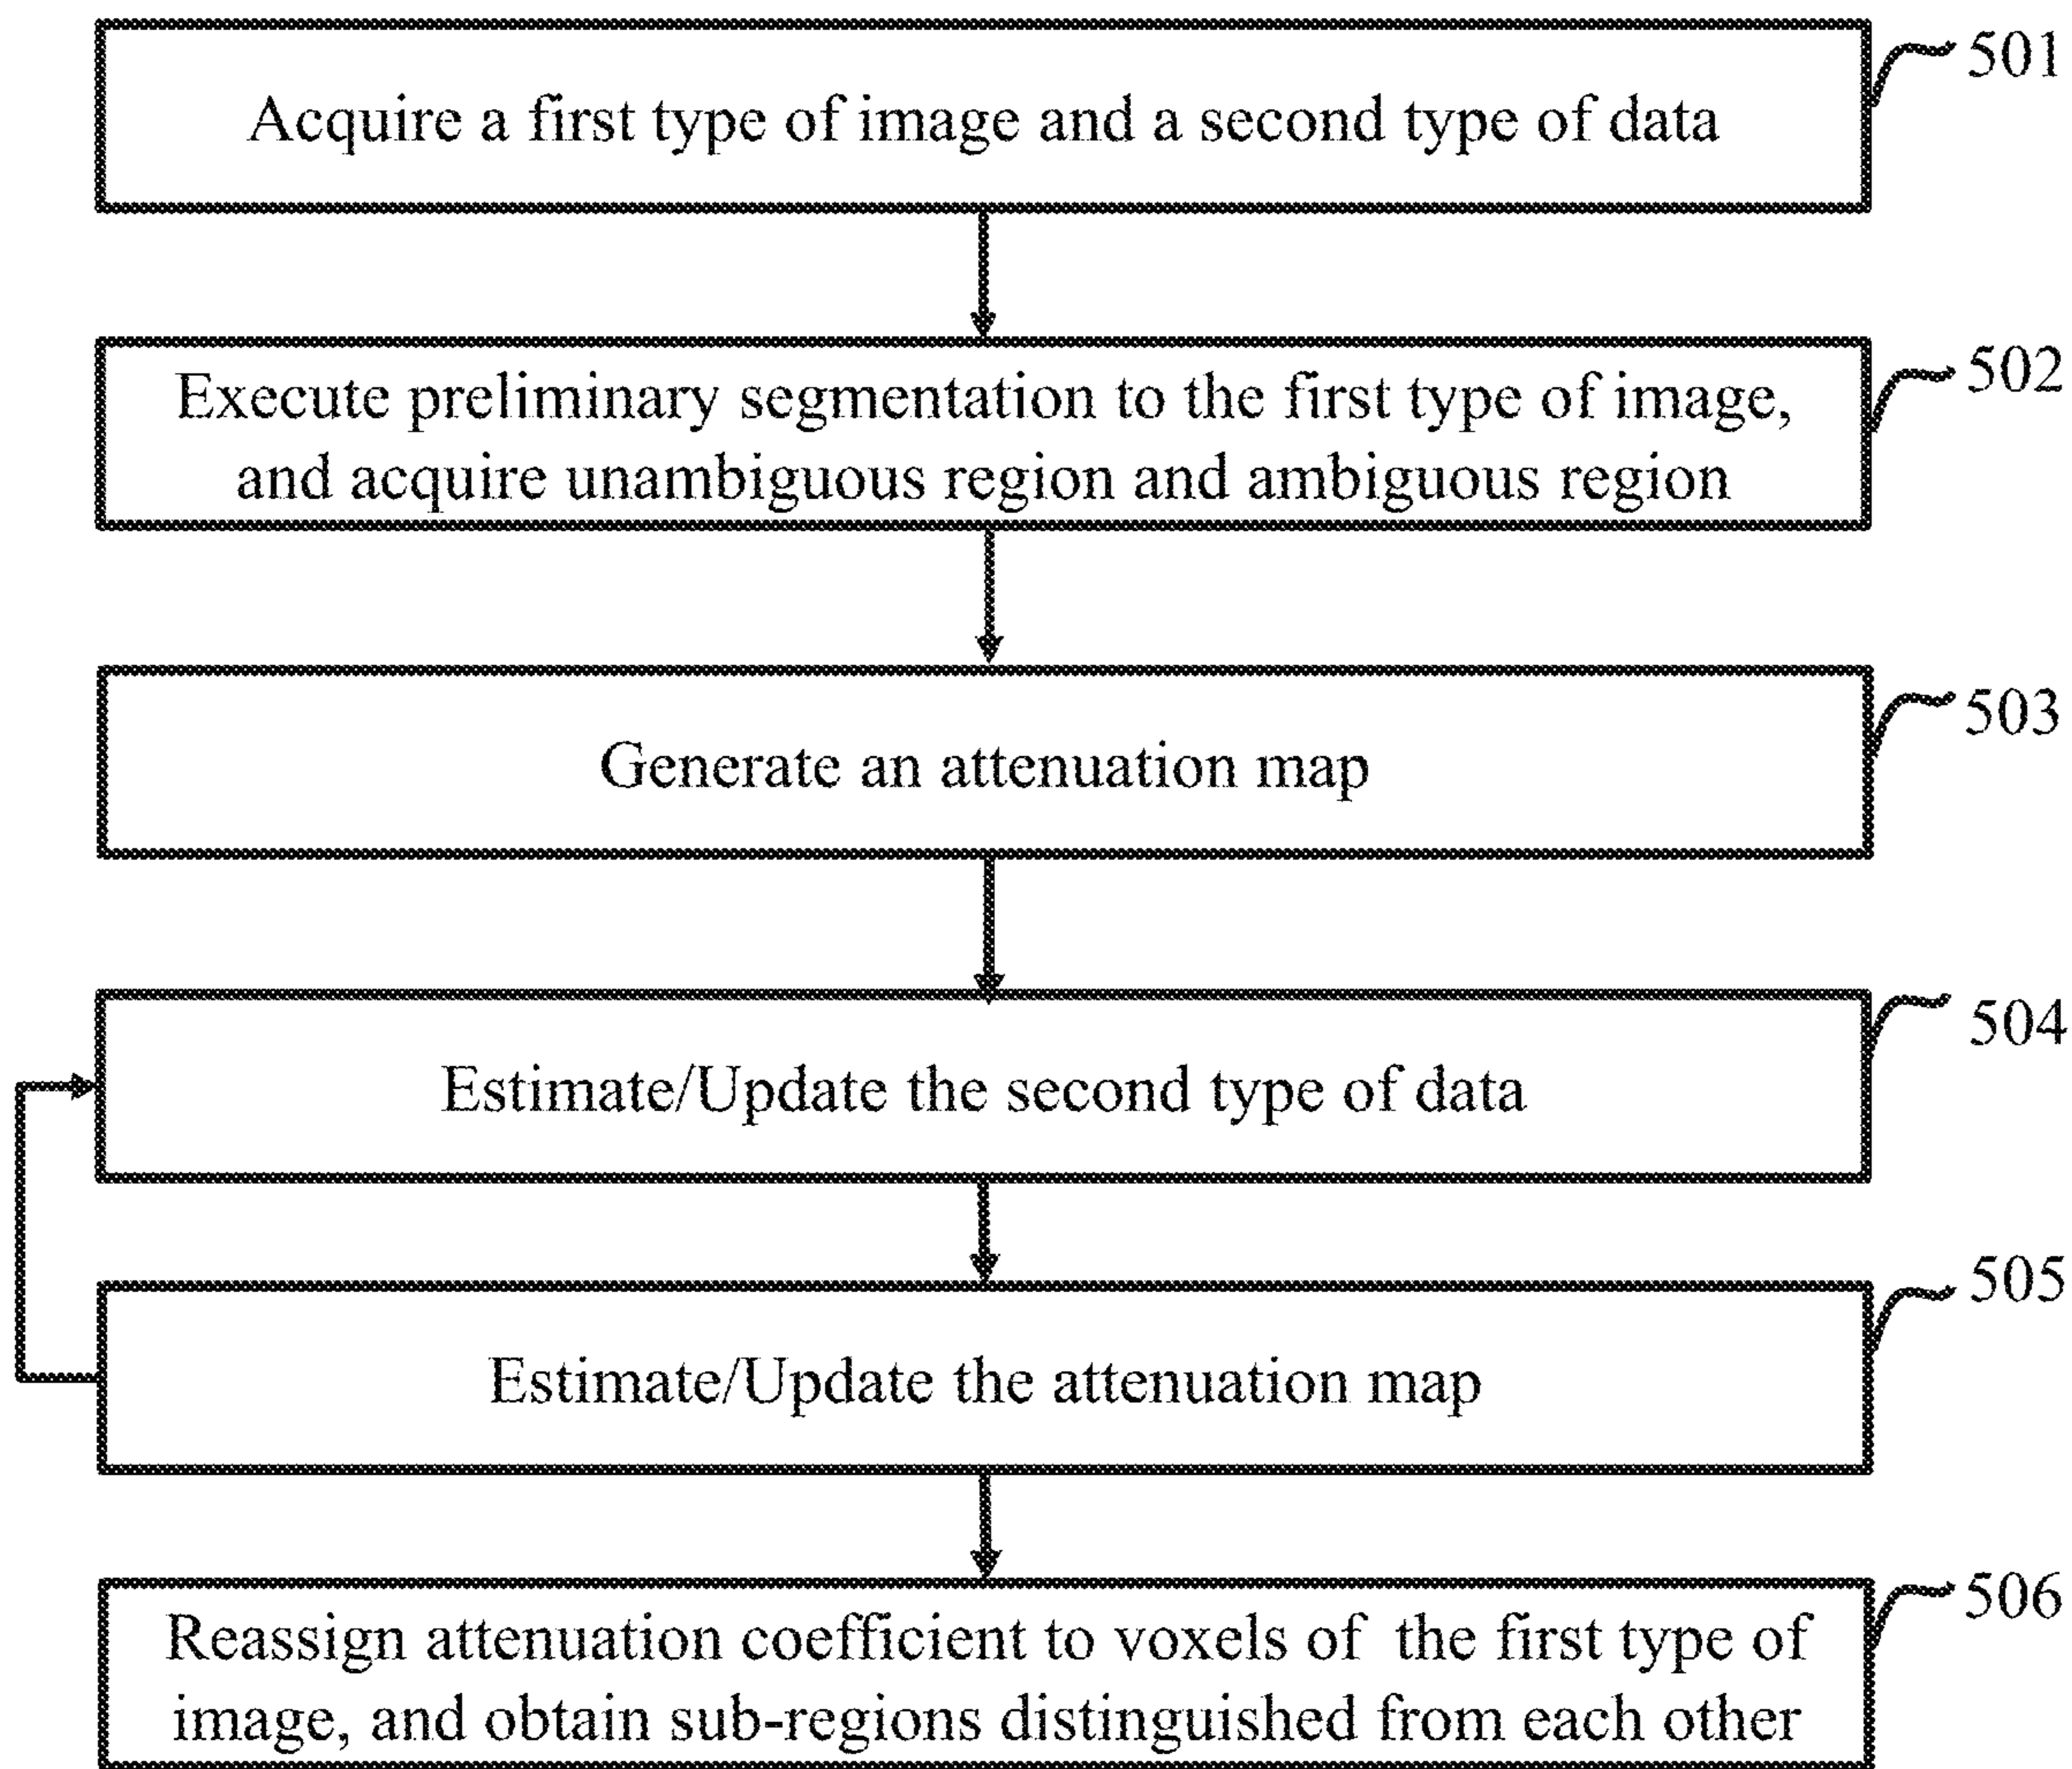 501
Acquire a first type of image and a second type of data
502
Execute preliminary segmentation to the first type of image,
and acquire unambiguous region and ambiguous region
503
Generate an attenuation map
504
Estimate/Update the second type of data
505
Estimate/Update the attenuation map
506
Reassign attenuation coefficient to voxels of the first type of
image, and obtain sub-regions distinguished from each other